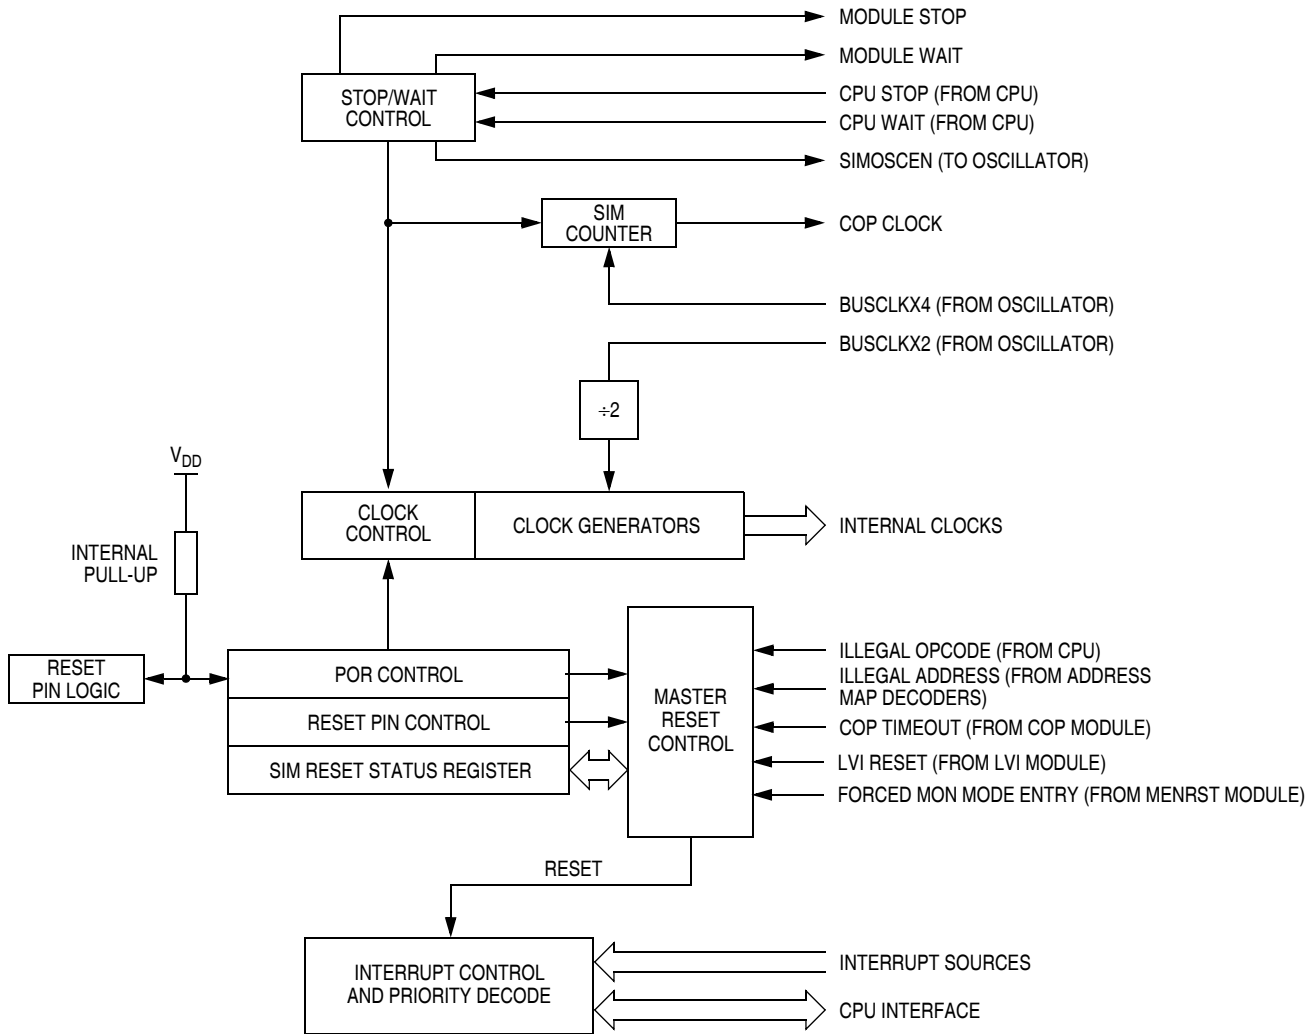 MODULE STOP
MODULE WAIT
STOP/WAIT
CONTROL
CPU STOP (FROM CPU)
CPU WAIT (FROM CPU)
SIMOSCEN (TO OSCILLATOR)
SIM
COUNTER
COP CLOCK
BUSCLKX4 (FROM OSCILLATOR)
BUSCLKX2 (FROM OSCILLATOR)
÷2
VDD
CLOCK
CONTROL
CLOCK GENERATORS
INTERNAL CLOCKS
INTERNAL
PULL-UP
RESET
PIN LOGIC
POR CONTROL
RESET PIN CONTROL
SIM RESET STATUS REGISTER
MASTER
RESET
CONTROL
ILLEGAL OPCODE (FROM CPU)
ILLEGAL ADDRESS (FROM ADDRESS
MAP DECODERS)
COP TIMEOUT (FROM COP MODULE)
LVI RESET (FROM LVI MODULE)
FORCED MON MODE ENTRY (FROM MENRST MODULE)
RESET
INTERRUPT CONTROL
AND PRIORITY DECODE
INTERRUPT SOURCES
CPU INTERFACE